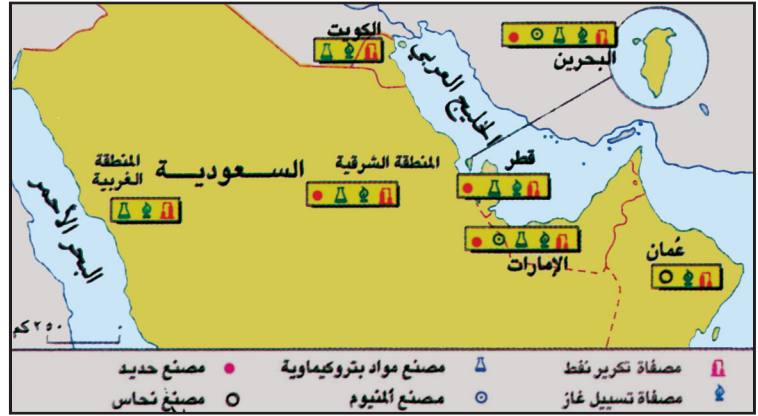 الكويت
البحرين
الخليج العربي
المنطقة
الغربية
السعودية
المنطقة الشرقية
قطر
البحر الأحمر
الإمارات
عُمان
٢٥٠ كم
مصفاة تكرير نفط
مصنع مواد بتروكيماوية
مصنع حديد
مصفاة تسييل غاز
مصنع ألمنيوم
مصنع نحاس